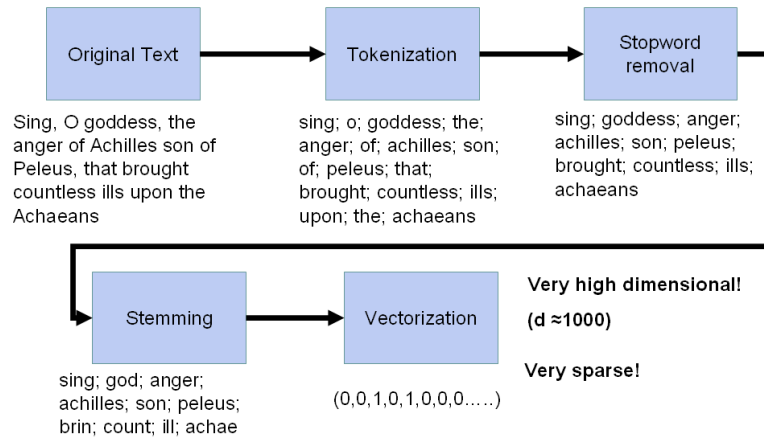 Original Text
Tokenization
Stopword
removal
Sing, O goddess, the
anger of Achilles son of
Peleus, that brought
countless ills upon the
Achaeans
sing; o; goddess; the;
anger; of; achilles; son;
of; peleus; that;
brought; countless; ills;
upon; the; achaeans
sing; goddess; anger;
achilles; son; peleus;
brought; countless; ills;
achaeans
Stemming
Vectorization
Very high dimensional!
(d ≈1000)
Very sparse!
sing; god; anger;
achilles; son; peleus;
brin; count; ill; achae
(0,0,1,0,1,0,0,0…..)